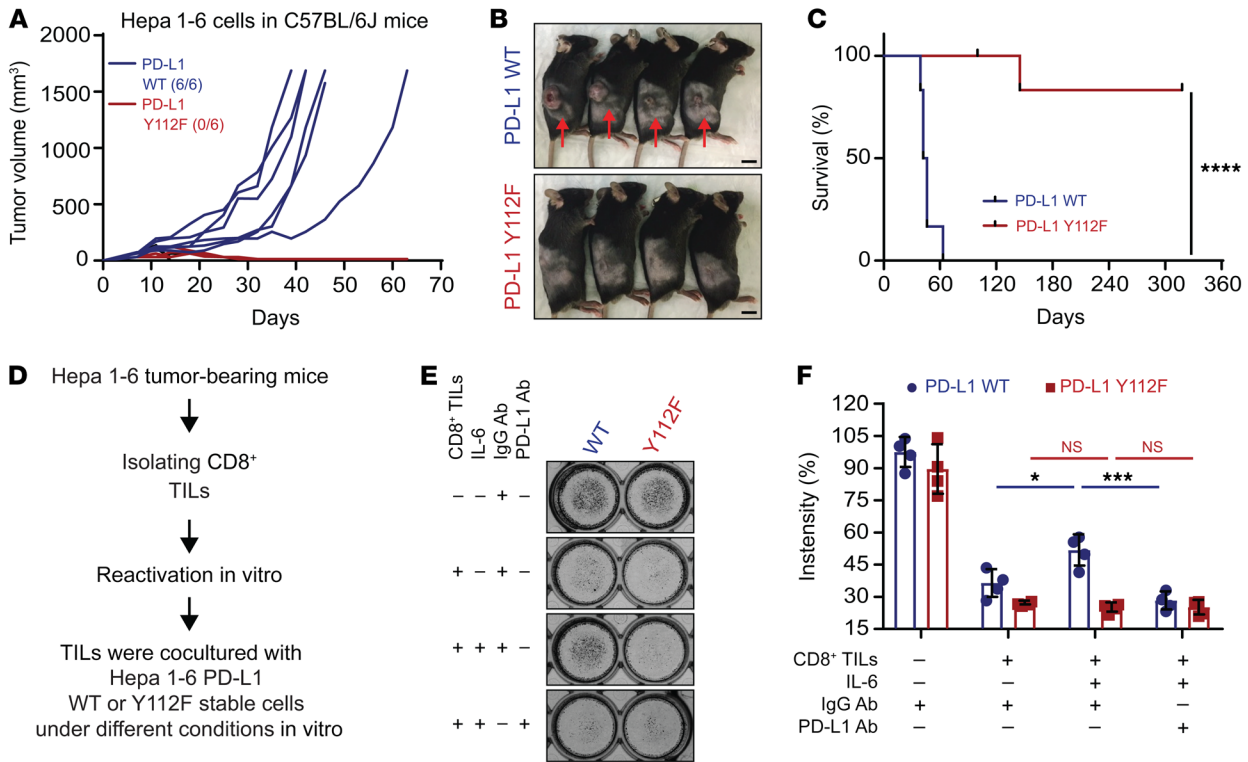 A
Hepa 1-6 cells in C57BL/6J mice
Tumor volume (mm³)
2000
1500
1000
500
0
PD-L1
WT (6/6)
PD-L1
Y112F (0/6)
0 10 20 30 40 50 60 70
Days
B
PD-L1 WT
PD-L1 Y112F
C
Survival (%)
100
50
0
PD-L1 WT
PD-L1 Y112F
****
0 60 120 180 240 300 360
Days
D
Hepa 1-6 tumor-bearing mice
Isolating CD8⁺
TILs
Reactivation in vitro
TILs were cocultured with
Hepa 1-6 PD-L1
WT or Y112F stable cells
under different conditions in vitro
E
CD8⁺ TILs
IL-6
IgG Ab
PD-L1 Ab
WT
Y112F
– – + –
+ – + –
+ + + –
+ + – +
F
PD-L1 WT
PD-L1 Y112F
Instensity (%)
120
105
90
75
60
45
30
15
NS
NS
*
***
CD8⁺ TILs – + + +
IL-6 – – + +
IgG Ab + + + –
PD-L1 Ab – – – +